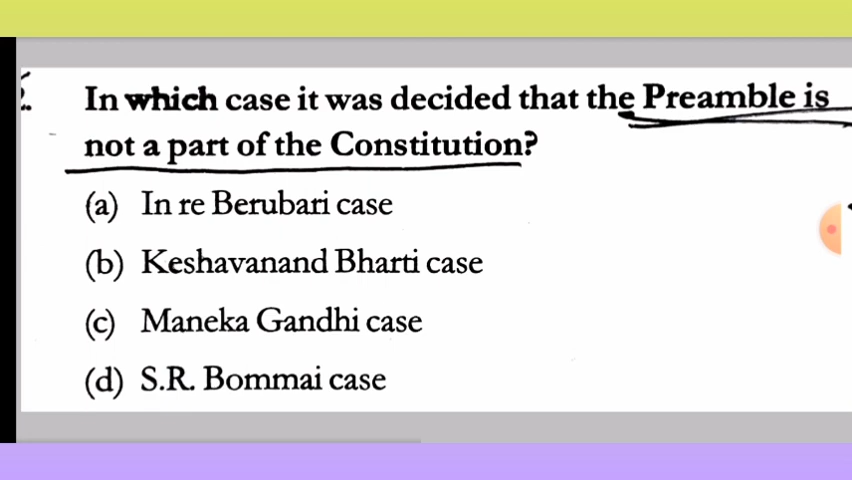 In which case it was decided that the Preamble is
not a part of the Constitution?
(a) In re Berubari case
(b) Keshavanand Bharti case
(c) Maneka Gandhi case
(d) S.R. Bommai case